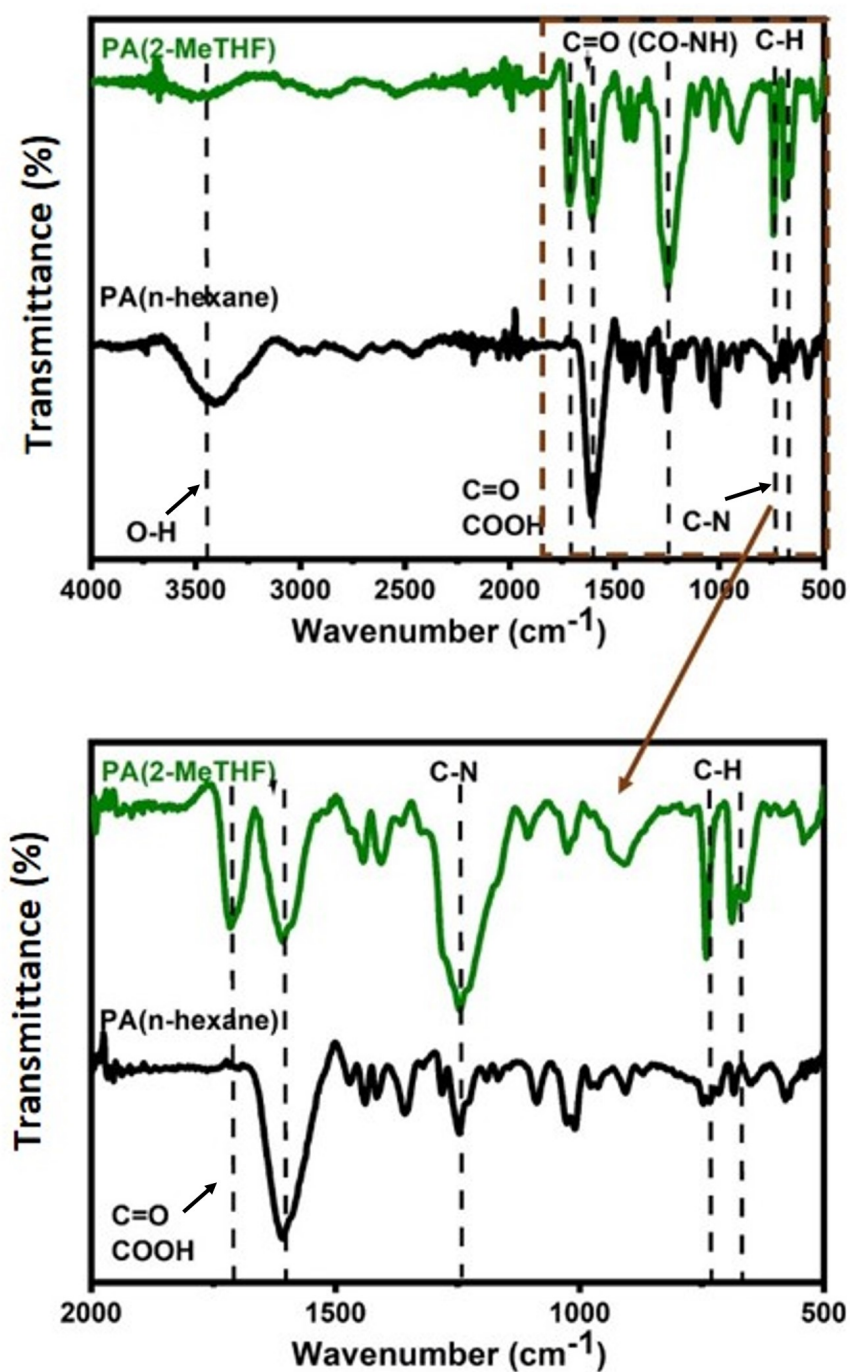 PA(2-MeTHF)
C=O (CO-NH)
C-H
PA(n-hexane)
O-H
C=O
COOH
C-N
Transmittance (%)
4000 3500 3000 2500 2000 1500 1000 500
Wavenumber (cm-1)
PA(2-MeTHF)
C-N
C-H
PA(n-hexane)
C=O
COOH
Transmittance (%)
2000 1500 1000 500
Wavenumber (cm-1)